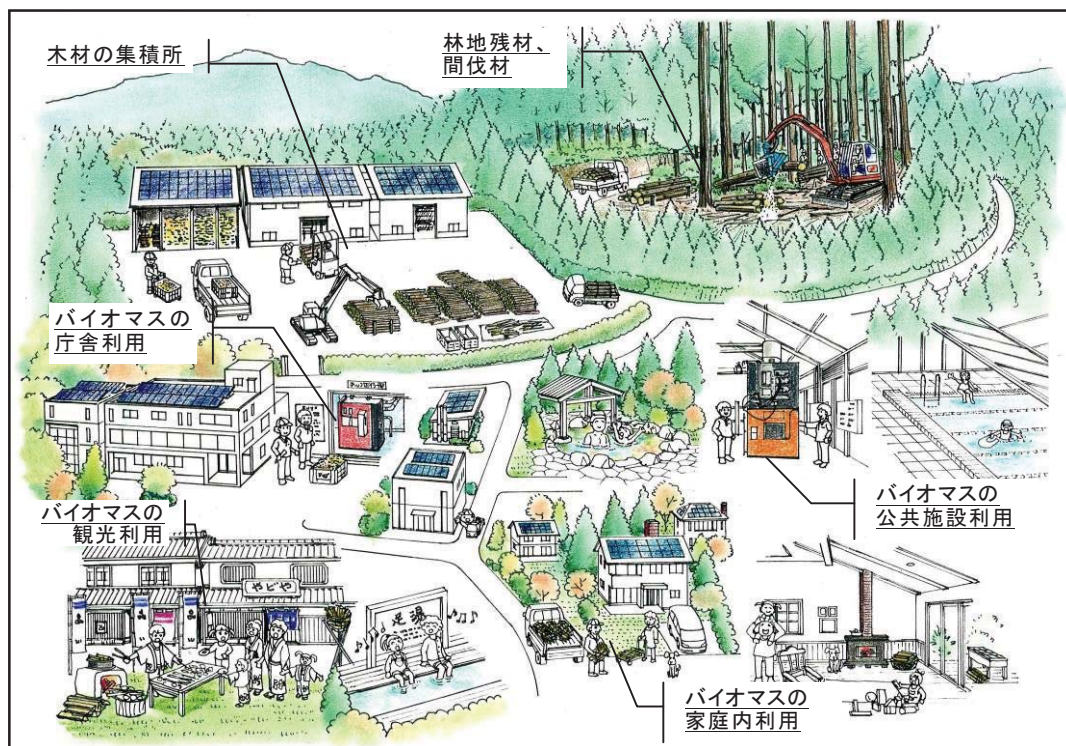 木材の集積所
林地残材、
間伐材
バイオマスの
庁舎利用
バイオマスの
観光利用
やどや
足湯
バイオマスの
公共施設利用
バイオマスの
家庭内利用